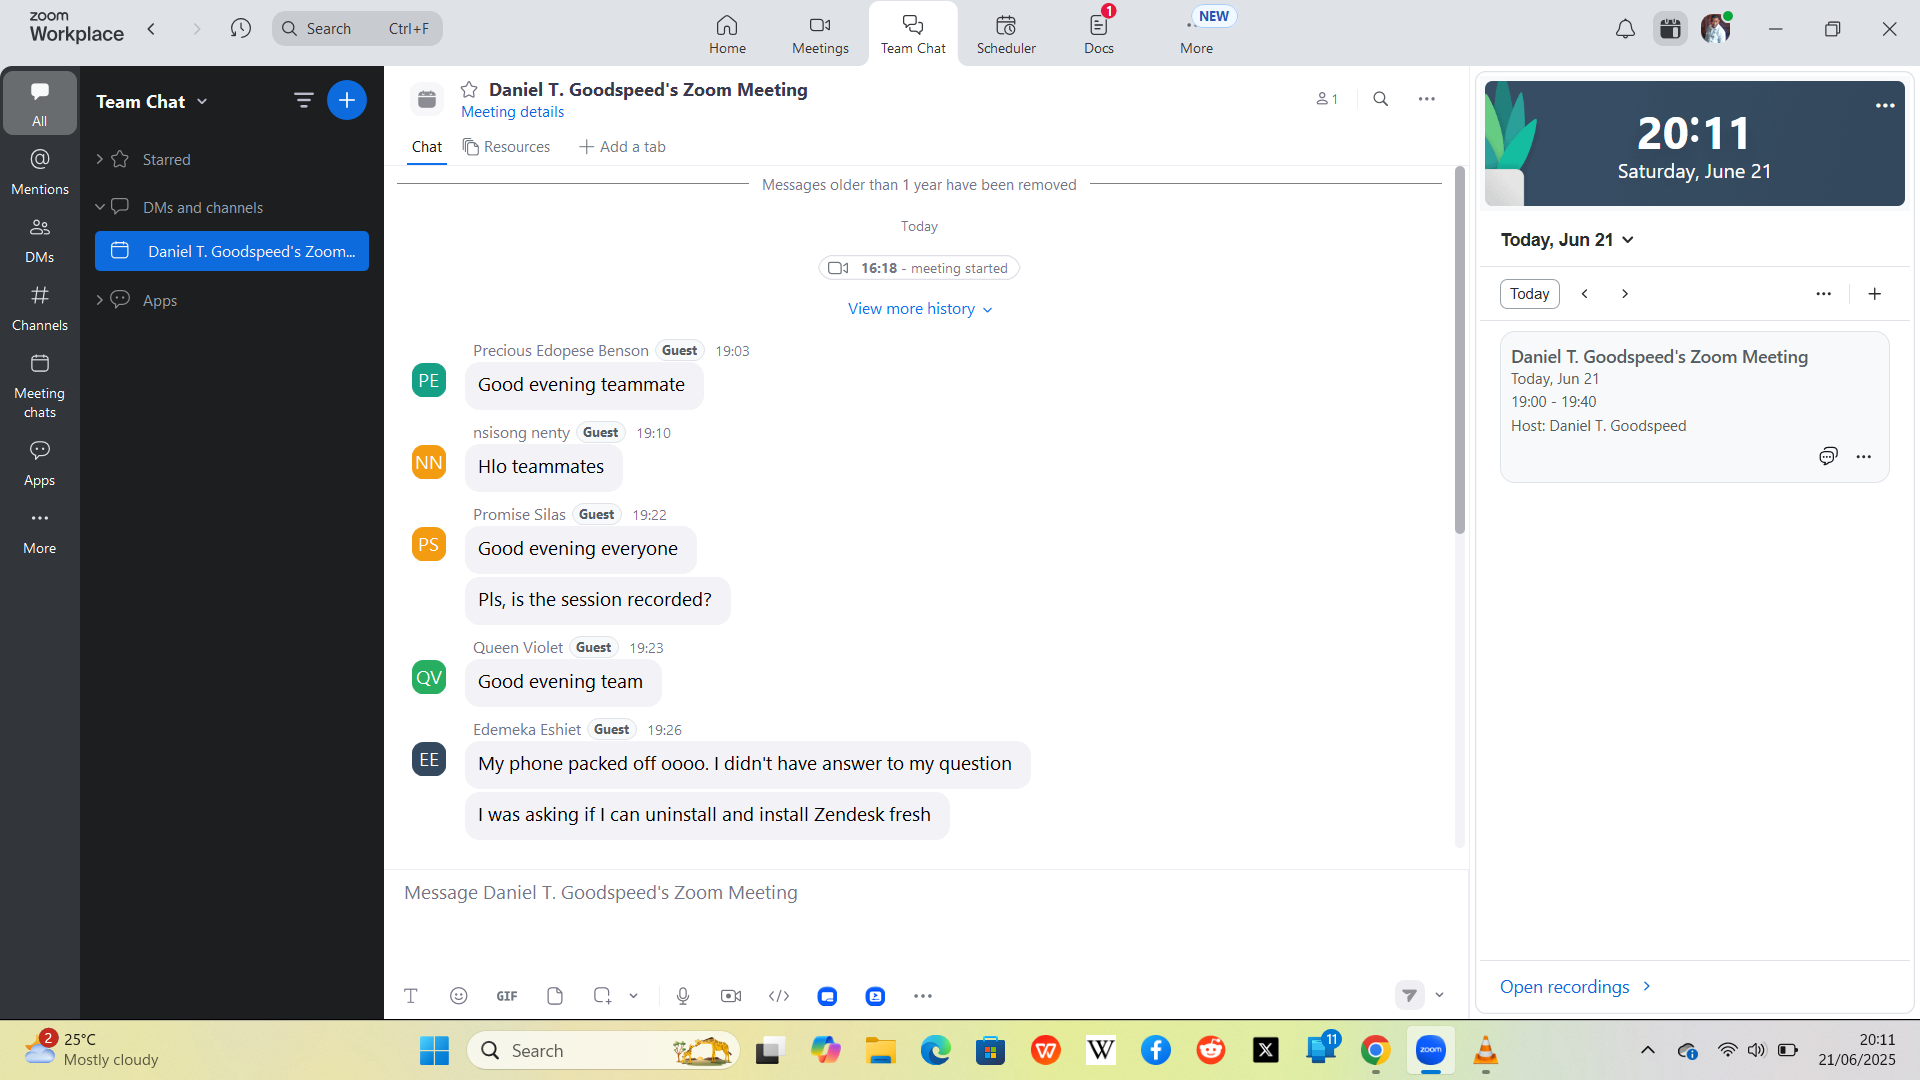 zoom
Workplace
Search
Ctrl+F
Home
Meetings
Team Chat
Scheduler
1
Docs
NEW
More
All
Mentions
DMs
Channels
Meeting
chats
Apps
More
Team Chat
Starred
DMs and channels
Daniel T. Goodspeed's Zoom...
Apps
Daniel T. Goodspeed's Zoom Meeting
Meeting details
1
Chat
Resources
Add a tab
Messages older than 1 year have been removed
Today
16:18 - meeting started
View more history
Precious Edopese Benson Guest 19:03
PE
Good evening teammate
nsisong nenty Guest 19:10
NN
Hlo teammates
Promise Silas Guest 19:22
PS
Good evening everyone
Pls, is the session recorded?
Queen Violet Guest 19:23
QV
Good evening team
Edemeka Eshiet Guest 19:26
EE
My phone packed off oooo. I didn't have answer to my question
I was asking if I can uninstall and install Zendesk fresh
Message Daniel T. Goodspeed's Zoom Meeting
GIF
20:11
Saturday, June 21
Today, Jun 21
Today
Daniel T. Goodspeed's Zoom Meeting
Today, Jun 21
19:00 - 19:40
Host: Daniel T. Goodspeed
Open recordings
2
25°C
Mostly cloudy
Search
W
11
zoom
20:11
21/06/2025